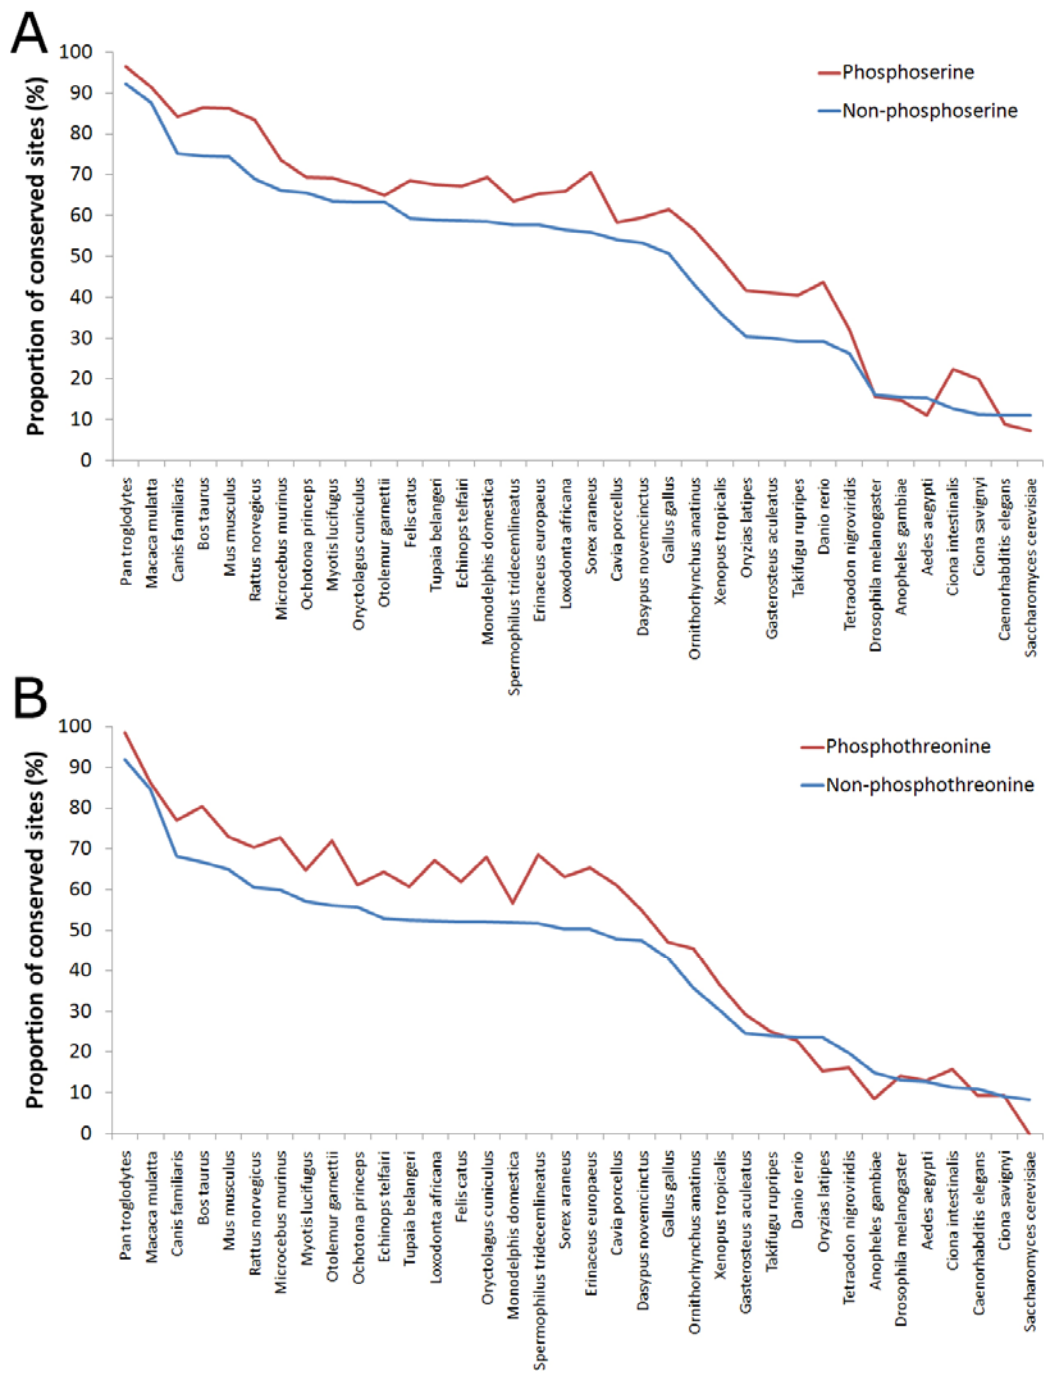 A
Proportion of conserved sites (%)
100
90
80
70
60
50
40
30
20
10
0
Phosphoserine
Non-phosphoserine
Pan troglodytes
Macaca mulatta
Canis familiaris
Bos taurus
Mus musculus
Rattus norvegicus
Microcebus murinus
Ochotona princeps
Myotis lucifugus
Oryctolagus cuniculus
Otolemur garnettii
Felis catus
Tupaia belangeri
Echinops telfairi
Monodelphis domestica
Spermophilus tridecemlineatus
Erinaceus europaeus
Loxodonta africana
Sorex araneus
Cavia porcellus
Dasypus novemcinctus
Gallus gallus
Ornithorhynchus anatinus
Xenopus tropicalis
Oryzias latipes
Gasterosteus aculeatus
Takifugu rupripes
Danio rerio
Tetraodon nigroviridis
Drosophila melanogaster
Anopheles gambiae
Aedes aegypti
Ciona intestinalis
Ciona savignyi
Caenorhabditis elegans
Saccharomyces cerevisiae
B
Proportion of conserved sites (%)
100
90
80
70
60
50
40
30
20
10
0
Phosphothreonine
Non-phosphothreonine
Pan troglodytes
Macaca mulatta
Canis familiaris
Bos taurus
Mus musculus
Rattus norvegicus
Microcebus murinus
Myotis lucifugus
Otolemur garnettii
Ochotona princeps
Echinops telfairi
Tupaia belangeri
Loxodonta africana
Felis catus
Oryctolagus cuniculus
Monodelphis domestica
Spermophilus tridecemlineatus
Sorex araneus
Erinaceus europaeus
Cavia porcellus
Dasypus novemcinctus
Gallus gallus
Ornithorhynchus anatinus
Xenopus tropicalis
Gasterosteus aculeatus
Takifugu rupripes
Danio rerio
Oryzias latipes
Tetraodon nigroviridis
Anopheles gambiae
Drosophila melanogaster
Aedes aegypti
Ciona intestinalis
Caenorhabditis elegans
Ciona savignyi
Saccharomyces cerevisiae